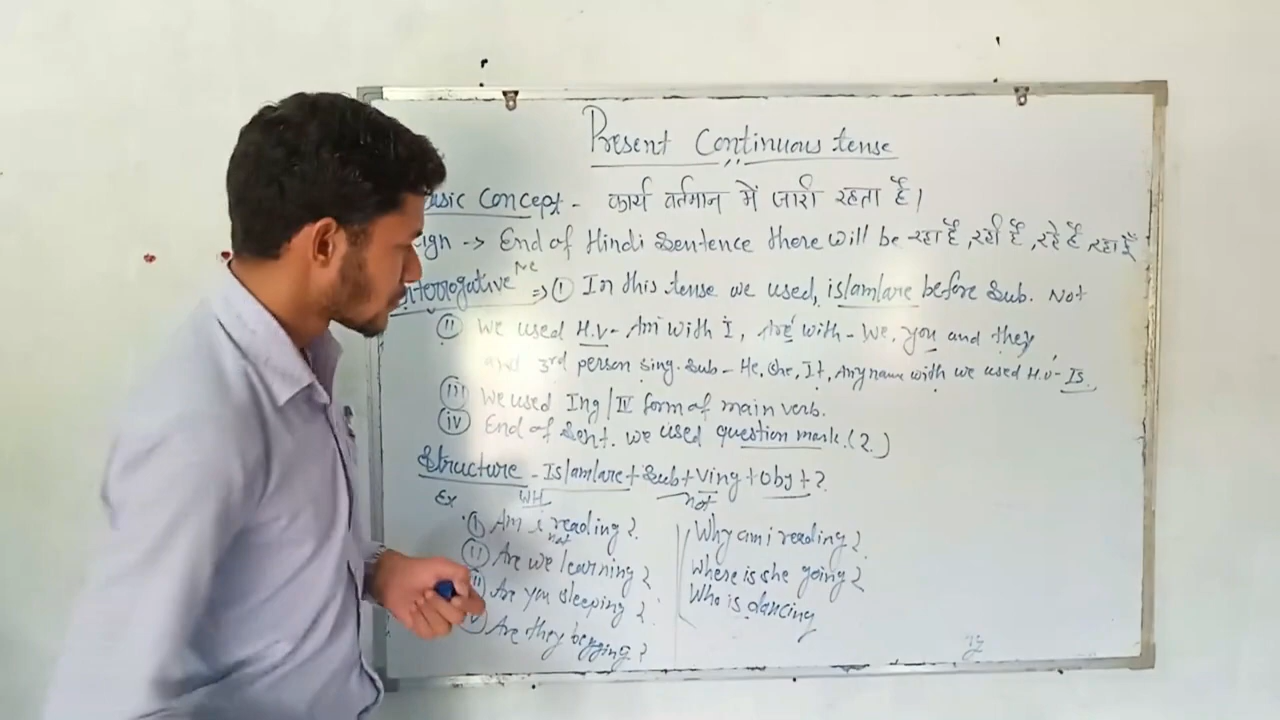 Present Continuous tense
Basic Concept - कार्य वर्तमान में जारी रहता है।
ign -> End of Hindi Sentence there will be रहा है, रही है, रहे हैं, रहा हूँ
nterrogative Ne => (i) In this tense we used, is/am/are before Sub. Not
(ii) We used H.V - Am with I, Are with - We, you and they
and 3rd person sing. Sub - He, She, It, Any name with we used H.V - Is.
(iii) We used Ing/IV form of main verb.
(iv) End of Sent. we used question mark. (?)
Structure - Is/am/are + Sub + Ving + Obj + ?
Ex WH not
(i) Am i reading?
not
(ii) Are we learning?
Are you sleeping?
Are they begging?
Why am i reading?
Where is she going?
Who is dancing